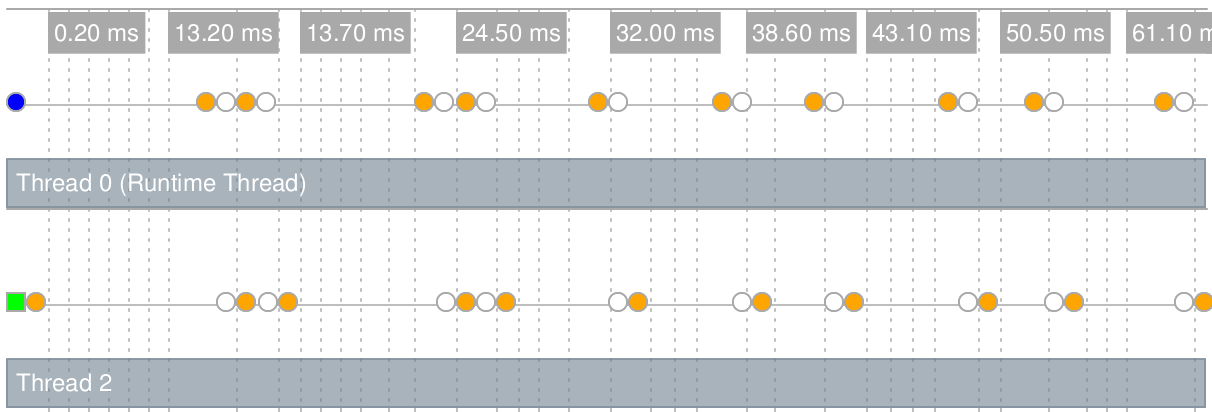 0.20 ms 13.20 ms 13.70 ms 24.50 ms 32.00 ms 38.60 ms 43.10 ms 50.50 ms 61.10 m
Thread 0 (Runtime Thread)
Thread 2